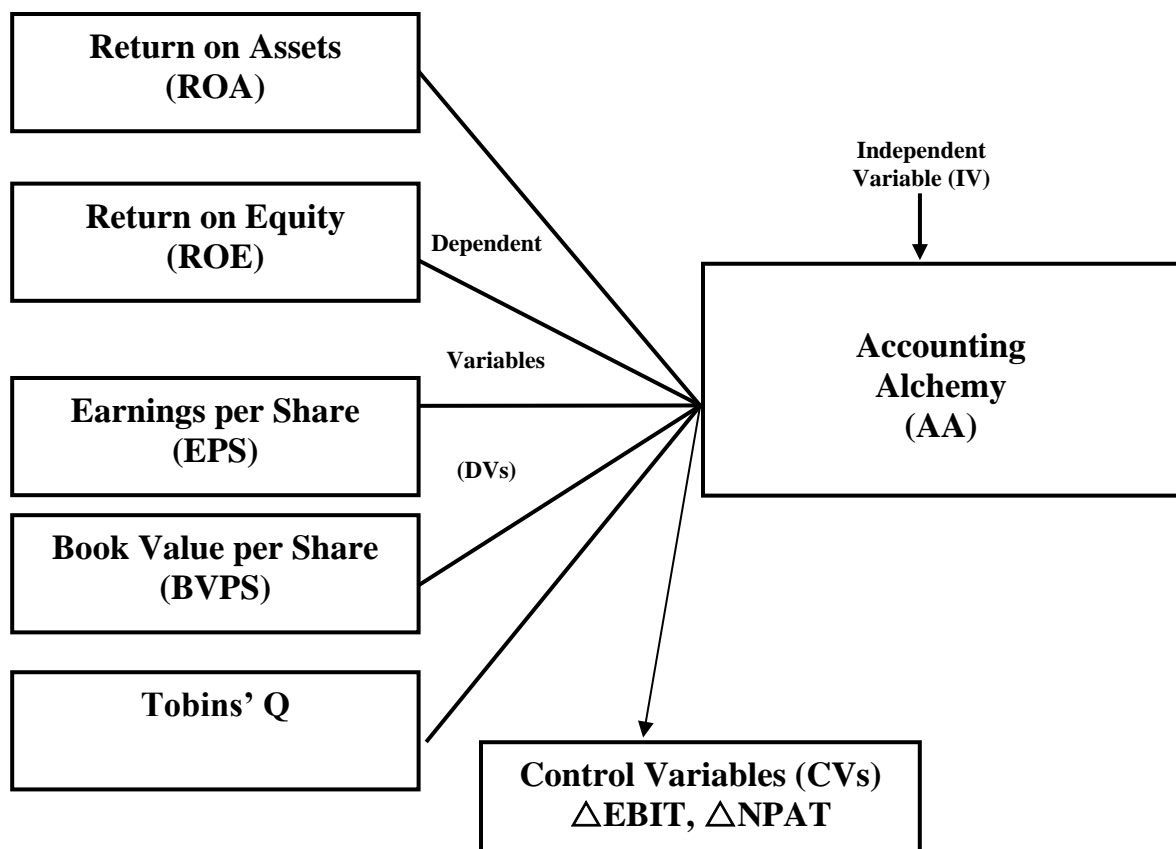 Return on Assets
(ROA)
Independent
Variable (IV)
Return on Equity
(ROE)
Dependent
Accounting
Alchemy
(AA)
Variables
Earnings per Share
(EPS)
(DVs)
Book Value per Share
(BVPS)
Tobins’ Q
Control Variables (CVs)
△EBIT, △NPAT